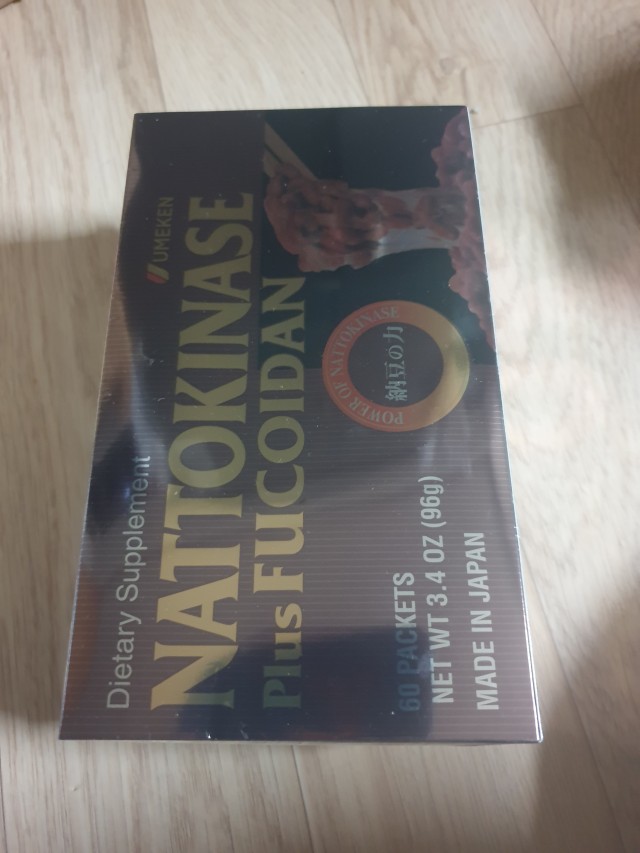 UMEKEN
Dietary Supplement
NATTOKINASE
Plus FUCOIDAN
POWER OF NATTOKINASE
納豆の力
60 PACKETS
NET WT 3.4 OZ (96g)
MADE IN JAPAN